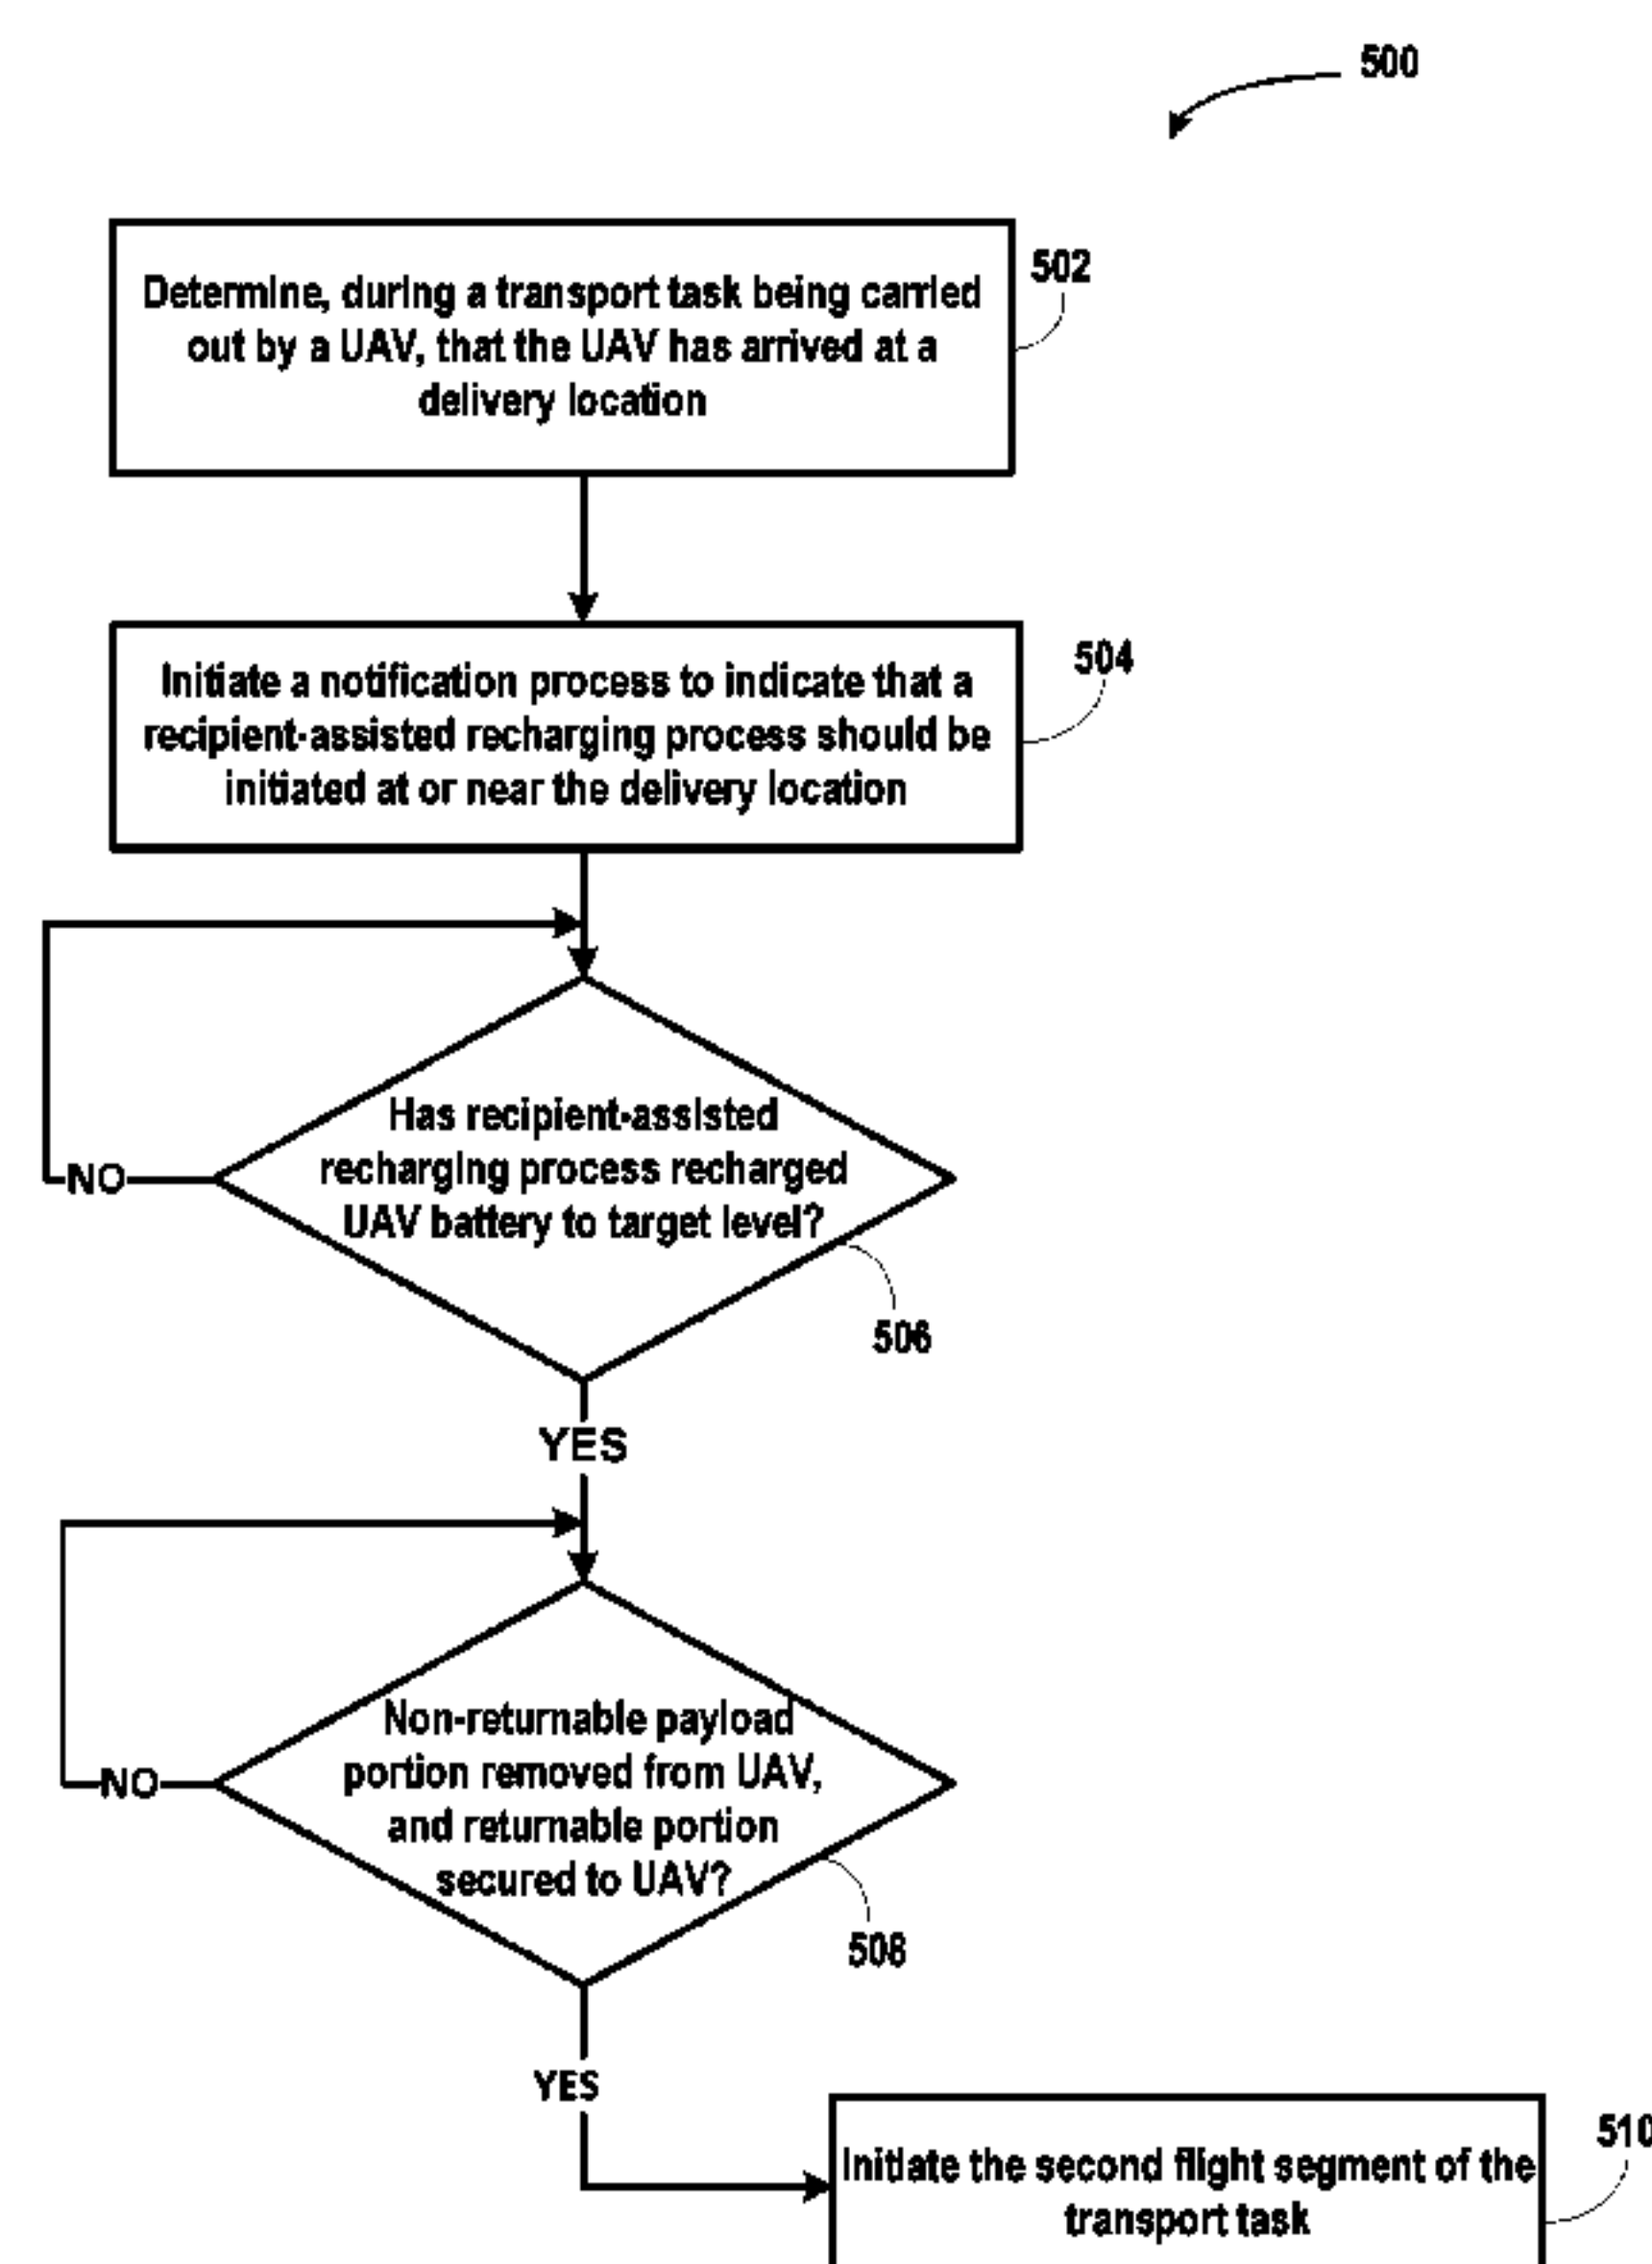 500
Determine, during a transport task being carried
out by a UAV, that the UAV has arrived at a
delivery location
502
Initiate a notification process to indicate that a
recipient-assisted recharging process should be
initiated at or near the delivery location
504
Has recipient-assisted
recharging process recharged
UAV battery to target level?
NO
506
YES
Non-returnable payload
portion removed from UAV,
and returnable portion
secured to UAV?
NO
508
YES
Initiate the second flight segment of the
transport task
510